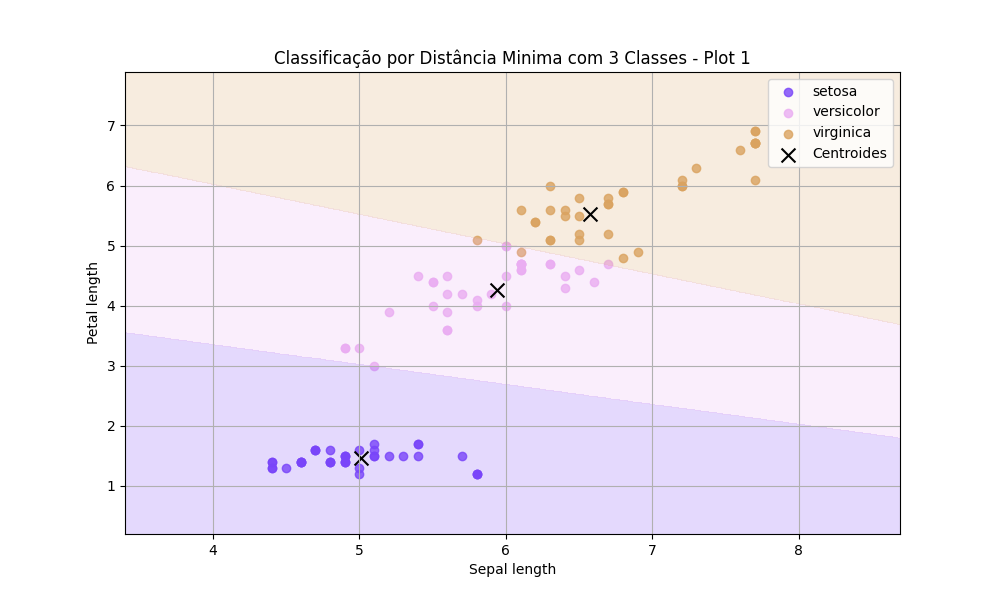 Classificação por Distância Minima com 3 Classes - Plot 1
setosa
versicolor
virginica
Centroides
Petal length
7
6
5
4
3
2
1
4
5
6
7
8
Sepal length